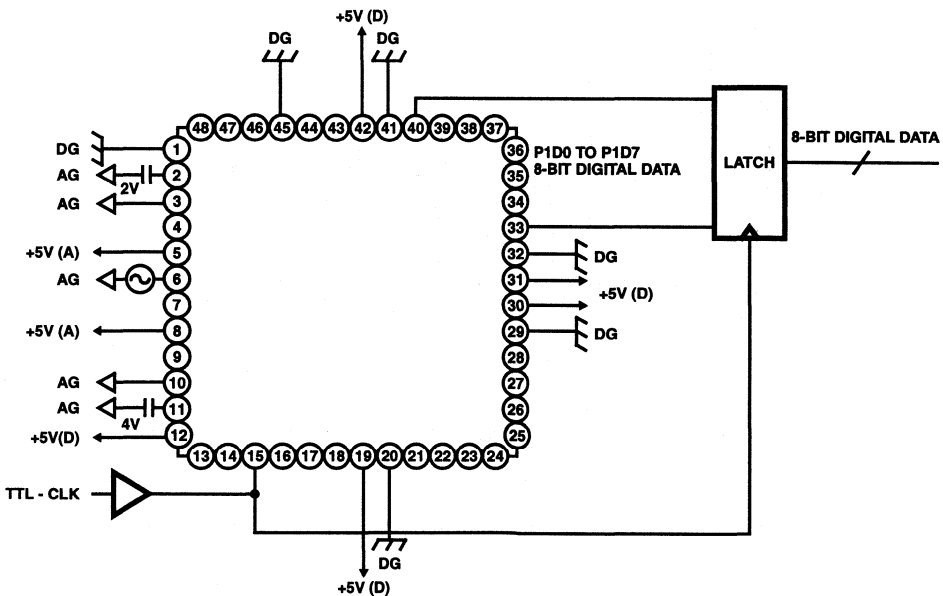 +5V (D)
DG
DG
48 47 46 45 44 43 42 41 40 39 38 37
DG
1
AG
2V
2
AG
3
4
+5V (A)
5
AG
6
7
+5V (A)
8
9
AG
10
AG
4V
11
+5V(D)
12
36
P1D0 TO P1D7
8-BIT DIGITAL DATA
35
34
33
32
DG
31
+5V (D)
30
29
DG
28
27
26
25
13 14 15 16 17 18 19 20 21 22 23 24
LATCH
8-BIT DIGITAL DATA
TTL - CLK
DG
+5V (D)